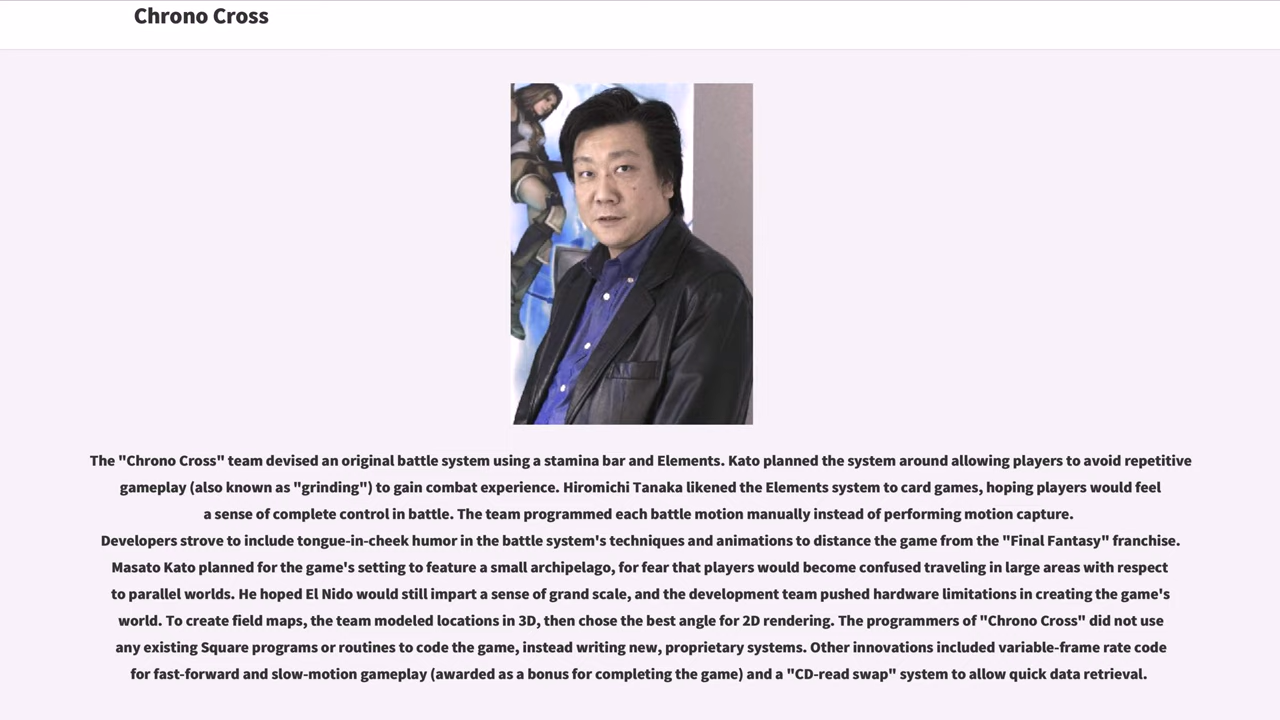 Chrono Cross
The "Chrono Cross" team devised an original battle system using a stamina bar and Elements. Kato planned the system around allowing players to avoid repetitive
gameplay (also known as "grinding") to gain combat experience. Hiromichi Tanaka likened the Elements system to card games, hoping players would feel
a sense of complete control in battle. The team programmed each battle motion manually instead of performing motion capture.
Developers strove to include tongue-in-cheek humor in the battle system's techniques and animations to distance the game from the "Final Fantasy" franchise.
Masato Kato planned for the game's setting to feature a small archipelago, for fear that players would become confused traveling in large areas with respect
to parallel worlds. He hoped El Nido would still impart a sense of grand scale, and the development team pushed hardware limitations in creating the game's
world. To create field maps, the team modeled locations in 3D, then chose the best angle for 2D rendering. The programmers of "Chrono Cross" did not use
any existing Square programs or routines to code the game, instead writing new, proprietary systems. Other innovations included variable-frame rate code
for fast-forward and slow-motion gameplay (awarded as a bonus for completing the game) and a "CD-read swap" system to allow quick data retrieval.